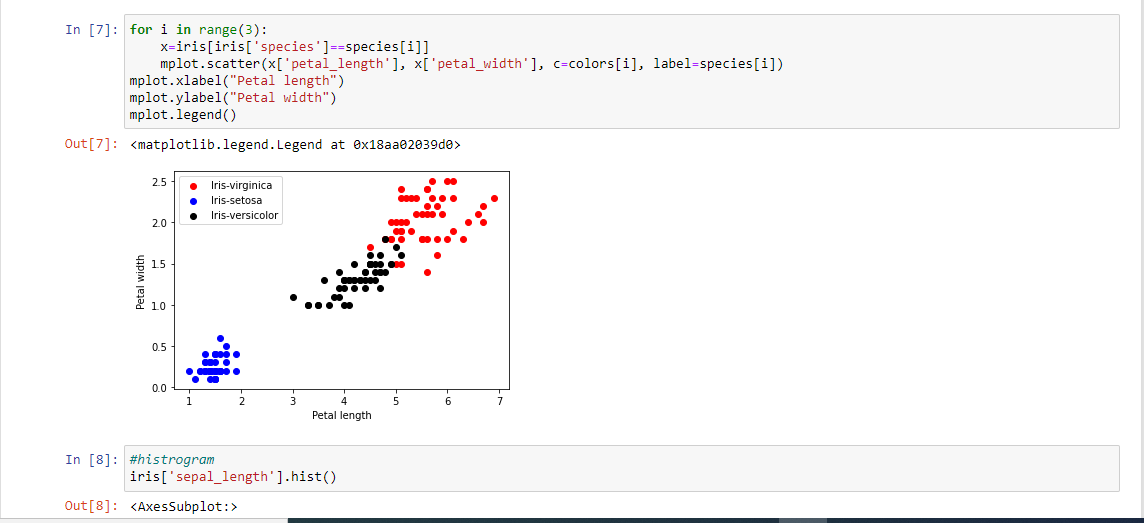 In [7]: for i in range(3):
x=iris[iris['species']==species[i]]
mplot.scatter(x['petal_length'], x['petal_width'], c=colors[i], label=species[i])
mplot.xlabel("Petal length")
mplot.ylabel("Petal width")
mplot.legend()
Out[7]: <matplotlib.legend.Legend at 0x18aa02039d0>
Iris-virginica
Iris-setosa
Iris-versicolor
2.5
2.0
1.5
1.0
0.5
0.0
Petal width
1 2 3 4 5 6 7
Petal length
In [8]: #histrogram
iris['sepal_length'].hist()
Out[8]: <AxesSubplot:>